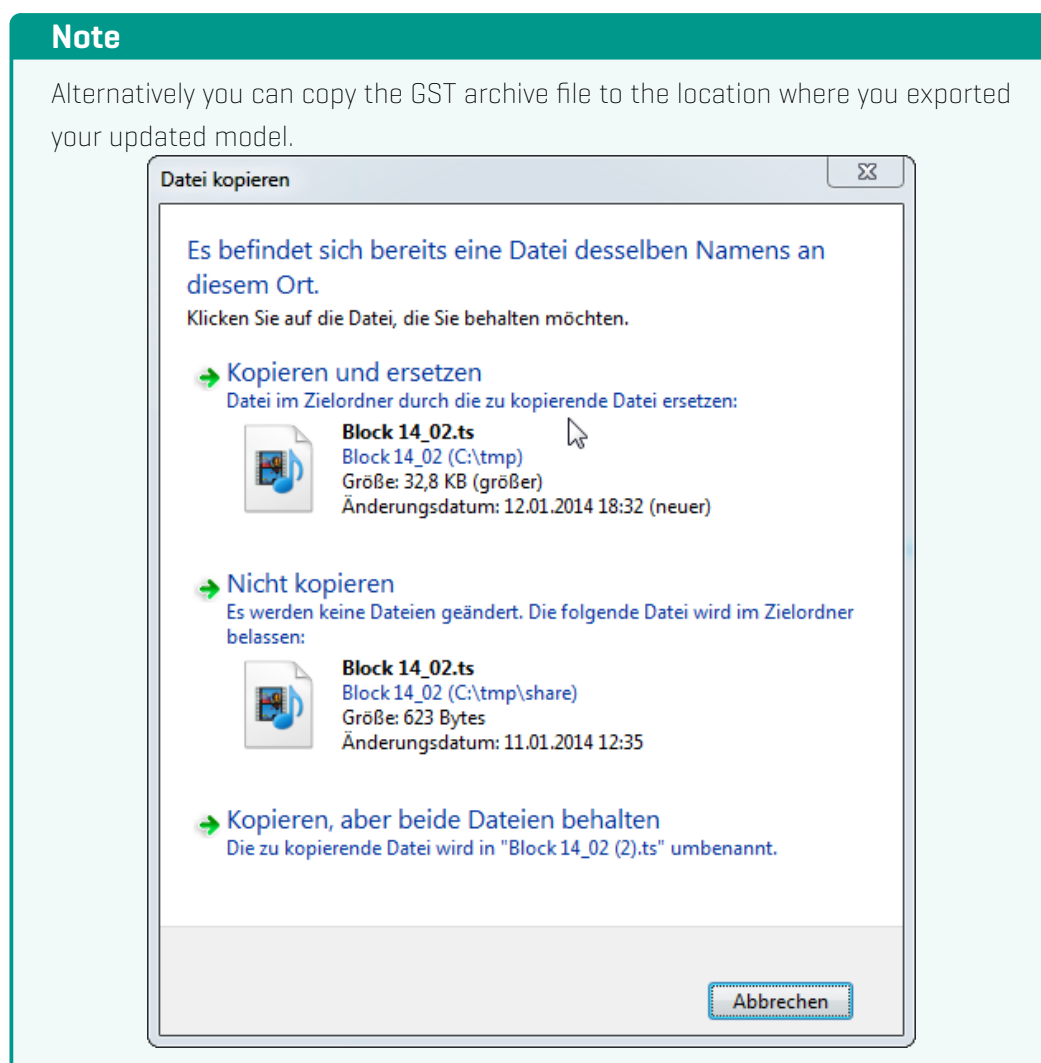 Note
Alternatively you can copy the GST archive file to the location where you exported
your updated model.
Datei kopieren
Es befindet sich bereits eine Datei desselben Namens an
diesem Ort.
Klicken Sie auf die Datei, die Sie behalten möchten.
Kopieren und ersetzen
Datei im Zielordner durch die zu kopierende Datei ersetzen:
Block 14_02.ts
Block 14_02 (C:\tmp)
Größe: 32,8 KB (größer)
Änderungsdatum: 12.01.2014 18:32 (neuer)
Nicht kopieren
Es werden keine Dateien geändert. Die folgende Datei wird im Zielordner
belassen:
Block 14_02.ts
Block 14_02 (C:\tmp\share)
Größe: 623 Bytes
Änderungsdatum: 11.01.2014 12:35
Kopieren, aber beide Dateien behalten
Die zu kopierende Datei wird in "Block 14_02 (2).ts" umbenannt.
Abbrechen